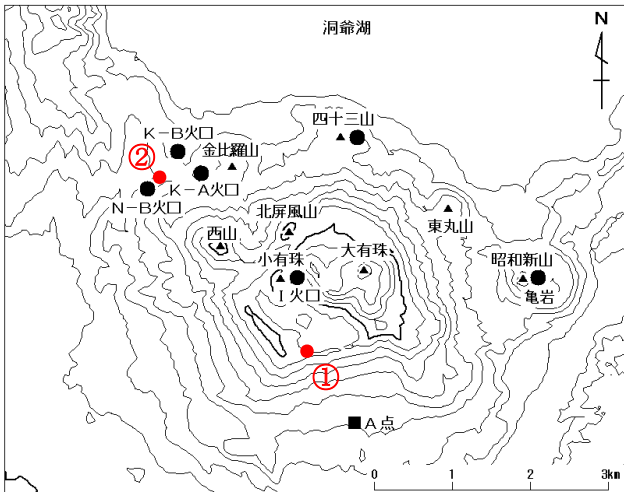 洞爺湖
N
四十三山
K－B火口
金比羅山
②
K－A火口
N－B火口
北屏風山
東丸山
西山
大有珠
小有珠
昭和新山
I火口
亀岩
①
A点
0 1 2 3km